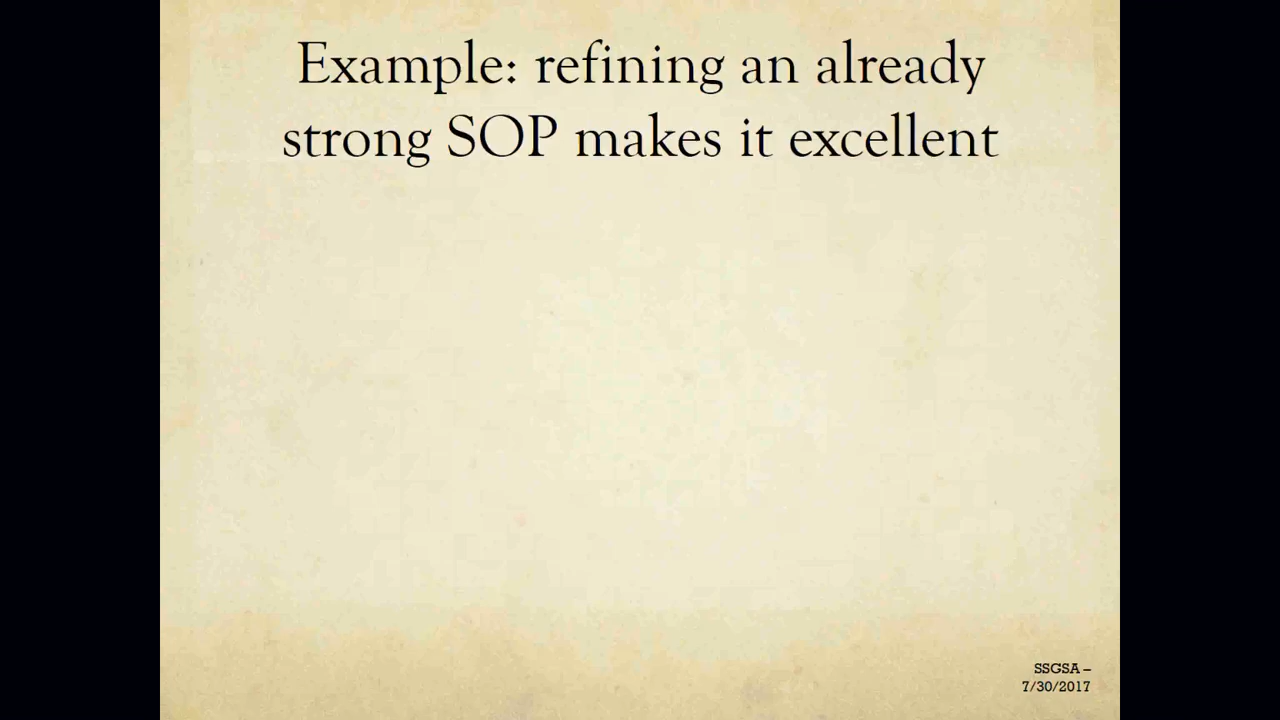 Example: refining an already
strong SOP makes it excellent
SSGSA –
7/30/2017